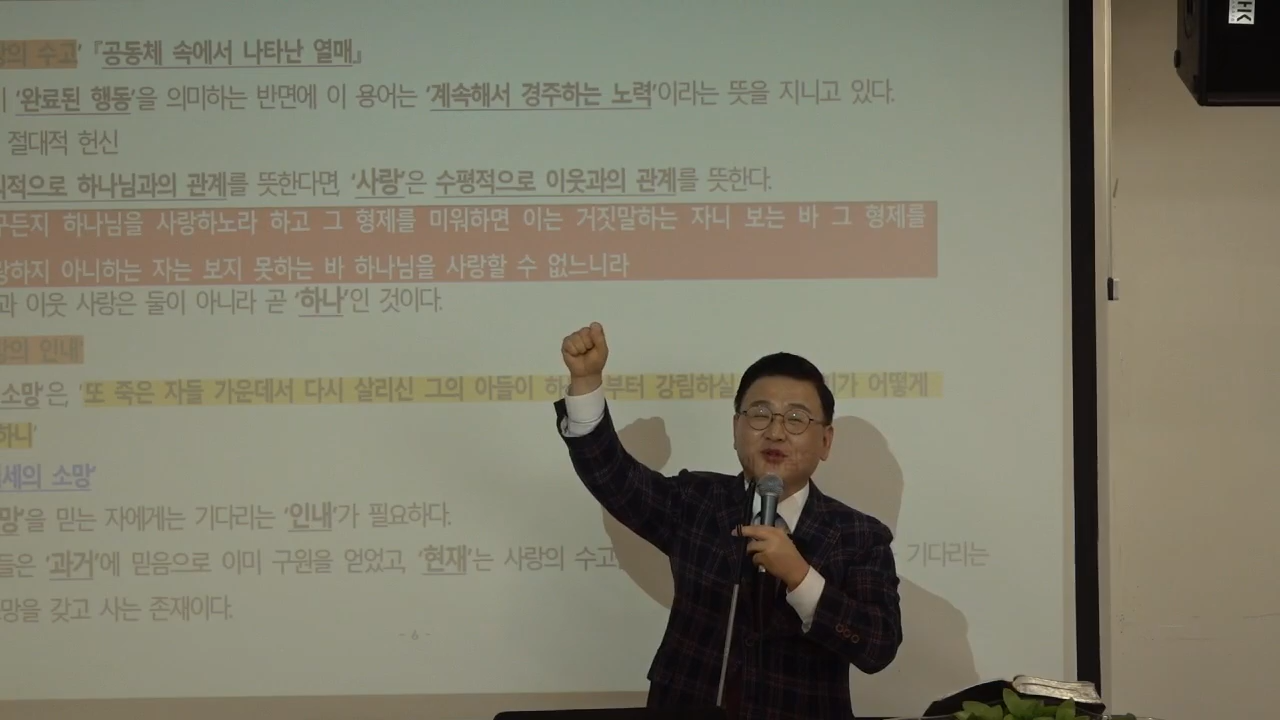 의 수고' 『공동체 속에서 나타난 열매』
'완료된 행동'을 의미하는 반면에 이 용어는 '계속해서 경주하는 노력'이라는 뜻을 지니고 있다.
절대적 헌신
적으로 하나님과의 관계를 뜻한다면, '사랑'은 수평적으로 이웃과의 관계를 뜻한다.
구든지 하나님을 사랑하노라 하고 그 형제를 미워하면 이는 거짓말하는 자니 보는 바 그 형제를
하지 아니하는 자는 보지 못하는 바 하나님을 사랑할 수 없느니라
과 이웃 사랑은 둘이 아니라 곧 '하나'인 것이다.
의 인내'
소망'은, '또 죽은 자들 가운데서 다시 살리신 그의 아들이 하 부터 강림하실 가 어떻게
하니'
세의 소망'
망'을 믿는 자에게는 기다리는 '인내'가 필요하다.
들은 '과거'에 믿음으로 이미 구원을 얻었고, '현재'는 사랑의 수고 기다리는
망을 갖고 사는 존재이다.
- 6 -
HK